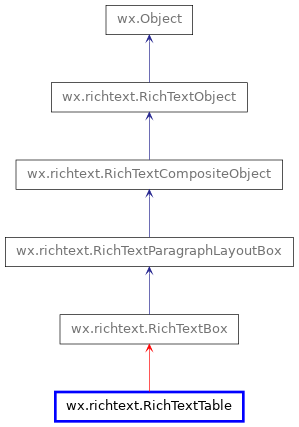 wx.Object
wx.richtext.RichTextObject
wx.richtext.RichTextCompositeObject
wx.richtext.RichTextParagraphLayoutBox
wx.richtext.RichTextBox
wx.richtext.RichTextTable